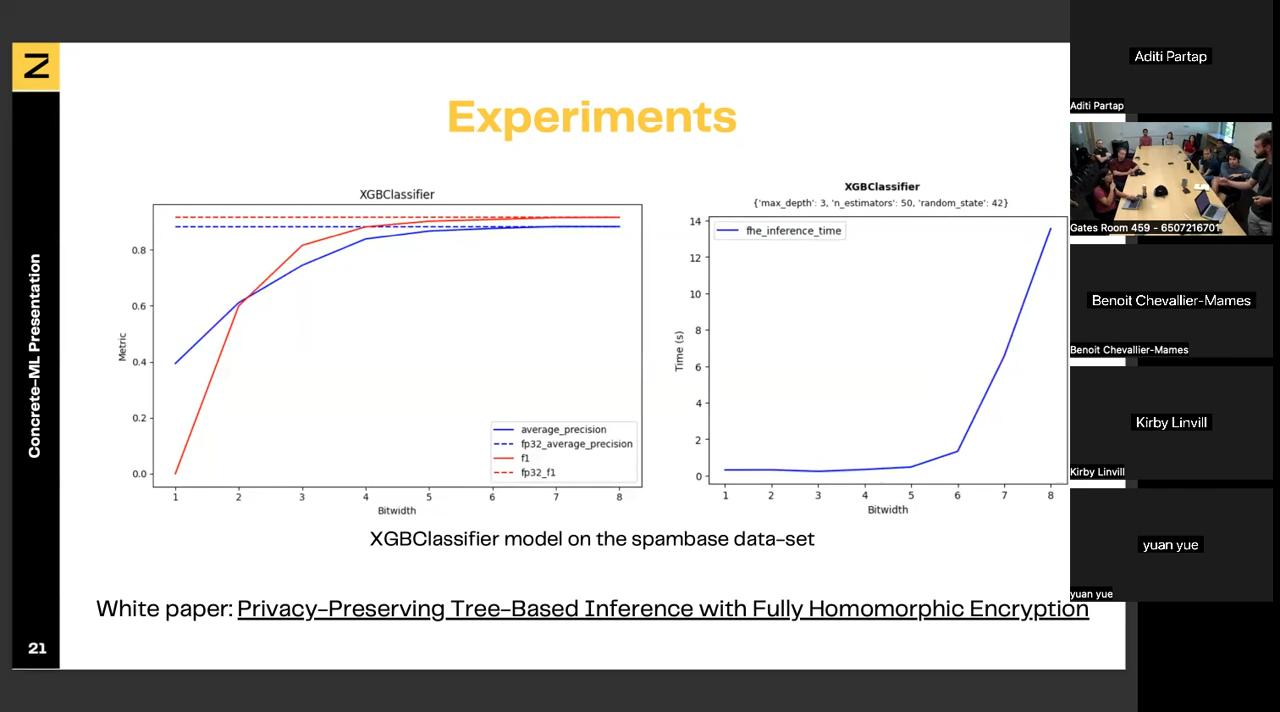 Concrete-ML Presentation
21
Experiments
XGBClassifier
0.8
0.6
0.4
0.2
0.0
Metric
1 2 3 4 5 6 7 8
Bitwidth
average_precision
fp32_average_precision
f1
fp32_f1
XGBClassifier
{'max_depth': 3, 'n_estimators': 50, 'random_state': 42}
fhe_inference_time
14
12
10
8
6
4
2
0
Time (s)
1 2 3 4 5 6 7 8
Bitwidth
XGBClassifier model on the spambase data-set
White paper: Privacy-Preserving Tree-Based Inference with Fully Homomorphic Encryption
Aditi Partap
Aditi Partap
Gates Room 459 - 6507216701
Benoit Chevallier-Mames
Benoit Chevallier-Mames
Kirby Linvill
Kirby Linvill
yuan yue
yuan yue